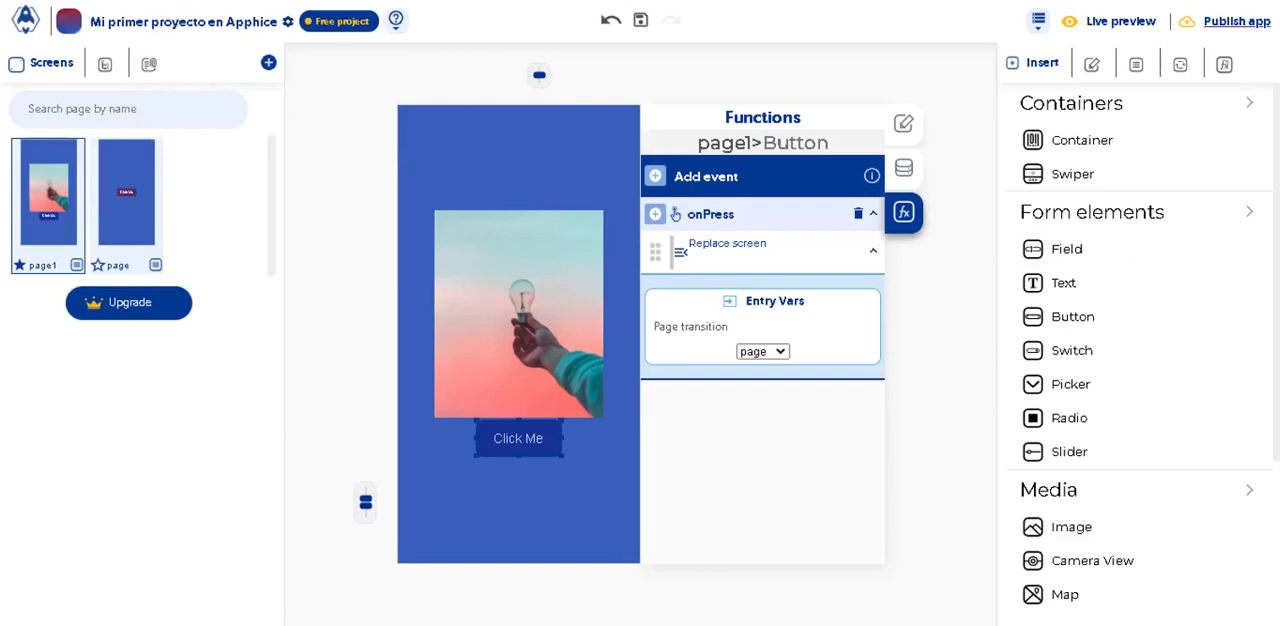 Mi primer proyecto en Apphice
Free project
Live preview
Publish app
Screens
Insert
Search page by name
page1
page
Upgrade
Click Me
Functions
page1>Button
Add event
onPress
Replace screen
Entry Vars
Page transition
page
Click Me
Containers
Container
Swiper
Form elements
Field
Text
Button
Switch
Picker
Radio
Slider
Media
Image
Camera View
Map